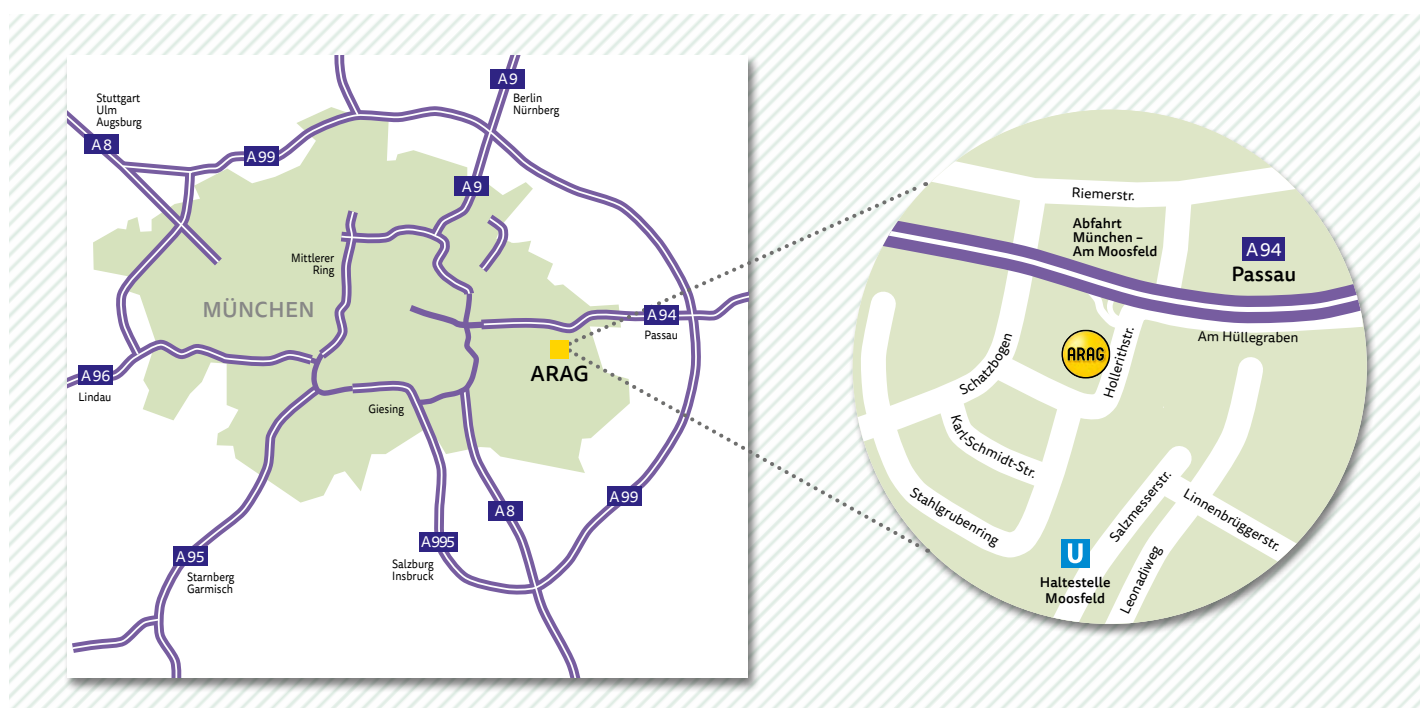 A9
Berlin
Nürnberg
Stuttgart
Ulm
Augsburg
A8
A99
A9
Mittlerer
Ring
MÜNCHEN
A94
Passau
ARAG
A96
Lindau
Giesing
A99
A8
A995
Salzburg
Insbruck
A95
Starnberg
Garmisch
Riemerstr.
Abfahrt
München –
Am Moosfeld
A94
Passau
Am Hüllegraben
ARAG
Hollerithstr.
Schatzbogen
Karl-Schmidt-Str.
Stahlgrubenring
Salzmesserstr.
Linnenbrüggerstr.
Leonadiweg
U
Haltestelle
Moosfeld